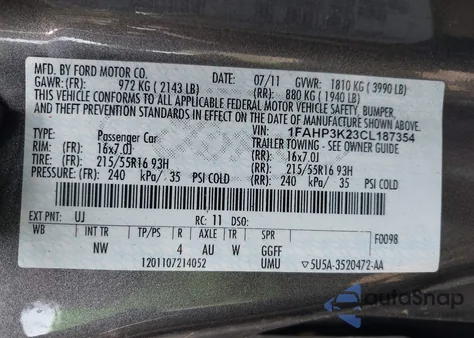 MFD. BY FORD MOTOR CO. DATE: 07/11 GVWR: 1810 KG ( 3990 LB)
GAWR:(FR): 972 KG ( 2143 LB) (RR): 880 KG ( 1940 LB)
THIS VEHICLE CONFORMS TO ALL APPLICABLE FEDERAL MOTOR VEHICLE SAFETY, BUMPER,
AND THEFT PREVENTION STANDARDS IN EFFECT ON THE DATE OF MANUFACTURE
SHOWN ABOVE.
VIN: 1FAHP3K23CL187354
TYPE: Passenger Car TRAILER TOWING - SEE OWNER GUIDE
RIM: (FR): 16x7.0J (RR): 16x7.0J
TIRE: (FR): 215/55R16 93H (RR): 215/55R16 93H
PRESSURE:(FR): 240 kPa/ 35 PSI COLD (RR): 240 kPa/ 35 PSI COLD
EXT PNT: UJ RC: 11 DSO: F0098
WB INT TR TP/PS R AXLE TR SPR
NW 4 AU W GGFF
1201107214052 UMU ▽5U5A-3520472-AA
AutoSnap